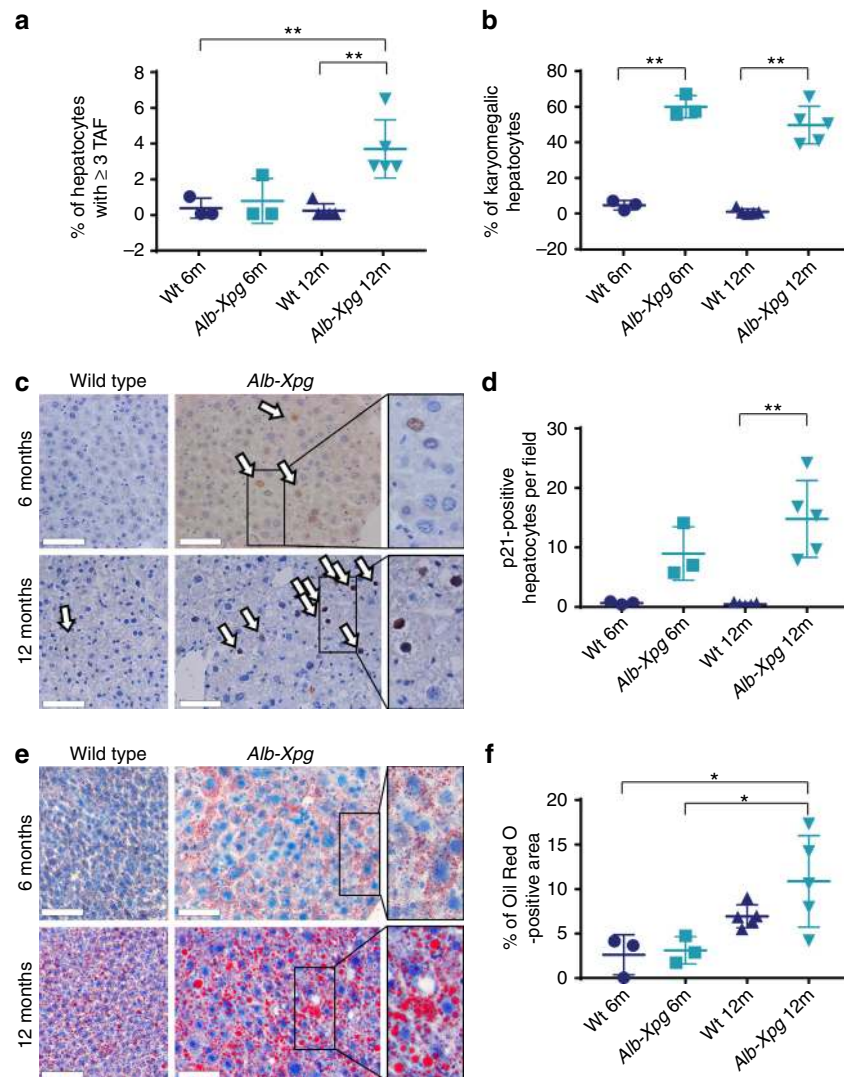 a
**
**
8
6
4
2
0
−2
% of hepatocytes
with ≥ 3 TAF
Wt 6m
Alb-Xpg 6m
Wt 12m
Alb-Xpg 12m
b
**
**
80
60
40
20
0
−20
% of karyomegalic
hepatocytes
Wt 6m
Alb-Xpg 6m
Wt 12m
Alb-Xpg 12m
c
Wild type
Alb-Xpg
6 months
12 months
d
**
30
20
10
0
p21-positive
hepatocytes per field
Wt 6m
Alb-Xpg 6m
Wt 12m
Alb-Xpg 12m
e
Wild type
Alb-Xpg
6 months
12 months
f
*
*
20
15
10
5
0
% of Oil Red O
-positive area
Wt 6m
Alb-Xpg 6m
Wt 12m
Alb-Xpg 12m